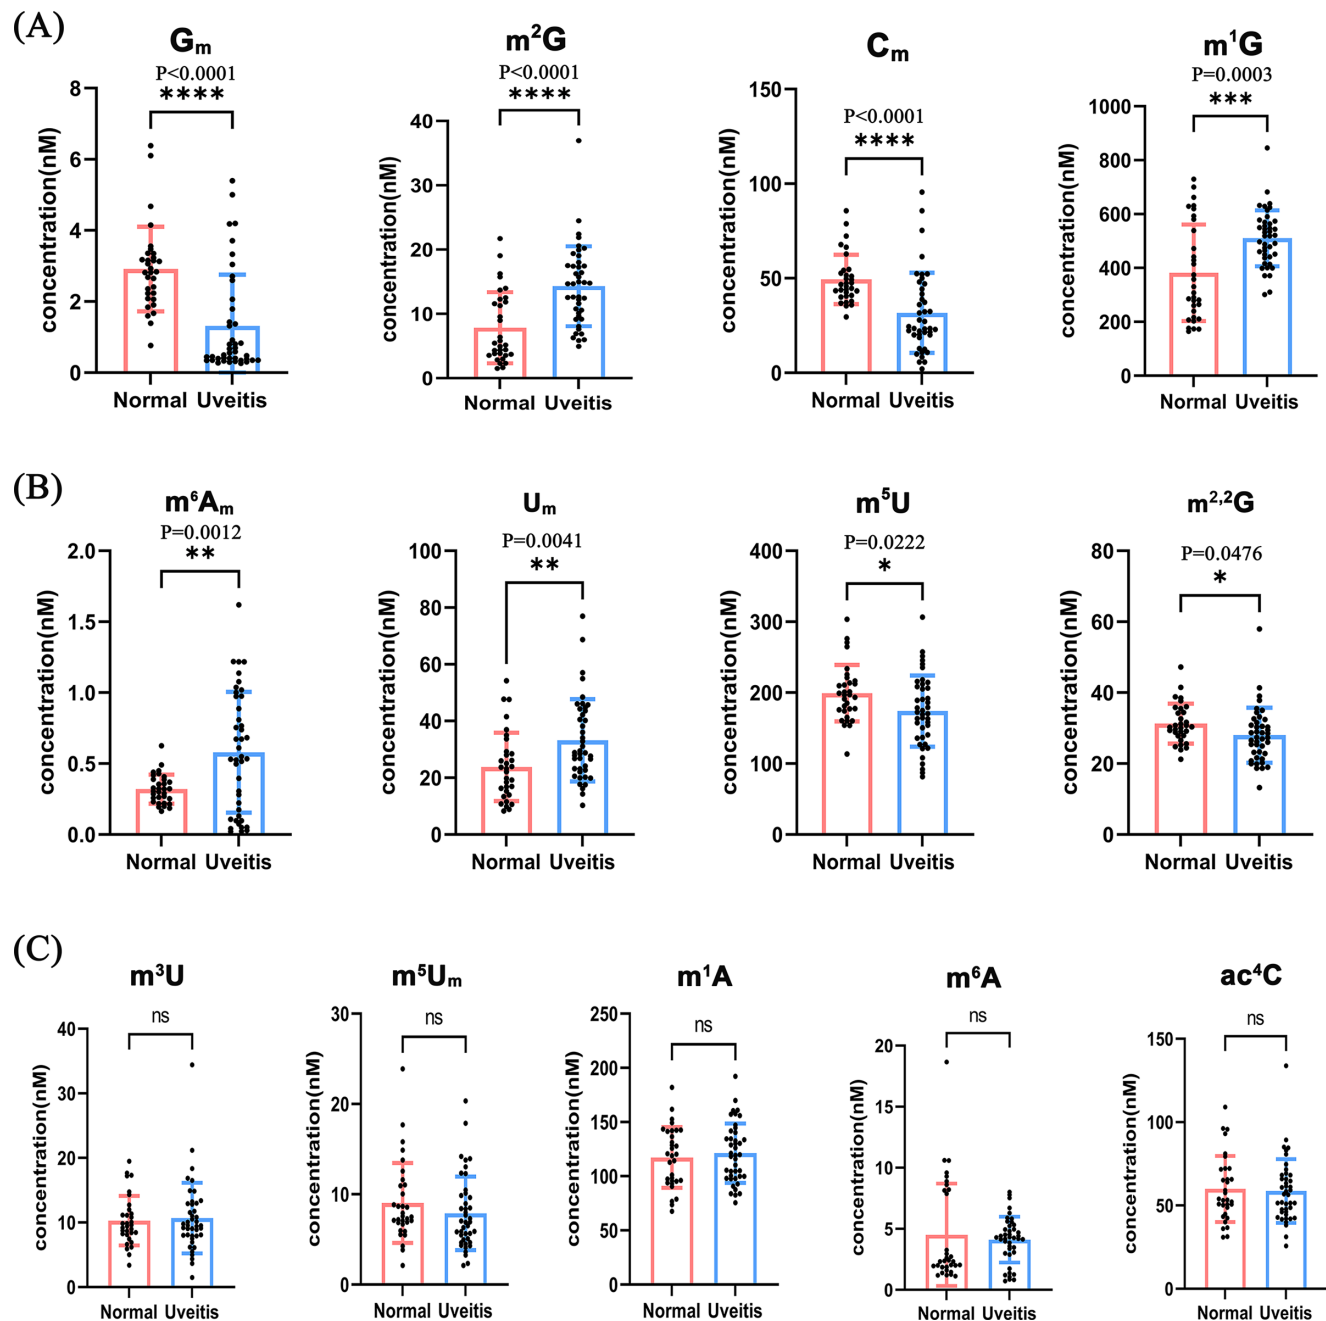 (A)
Gₘ
P<0.0001
****
concentration(nM)
8
6
4
2
0
Normal Uveitis
m²G
P<0.0001
****
concentration(nM)
40
30
20
10
0
Normal Uveitis
Cₘ
P<0.0001
****
concentration(nM)
150
100
50
0
Normal Uveitis
m¹G
P=0.0003
***
concentration(nM)
1000
800
600
400
200
0
Normal Uveitis
(B)
m⁶Aₘ
P=0.0012
**
concentration(nM)
2.0
1.5
1.0
0.5
0.0
Normal Uveitis
Uₘ
P=0.0041
**
concentration(nM)
100
80
60
40
20
0
Normal Uveitis
m⁵U
P=0.0222
*
concentration(nM)
400
300
200
100
0
Normal Uveitis
m²,²G
P=0.0476
*
concentration(nM)
80
60
40
20
0
Normal Uveitis
(C)
m³U
ns
concentration(nM)
40
30
20
10
0
Normal Uveitis
m⁵Uₘ
ns
concentration(nM)
30
20
10
0
Normal Uveitis
m¹A
ns
concentration(nM)
250
200
150
100
50
0
Normal Uveitis
m⁶A
ns
concentration(nM)
20
15
10
5
0
Normal Uveitis
ac⁴C
ns
concentration(nM)
150
100
50
0
Normal Uveitis